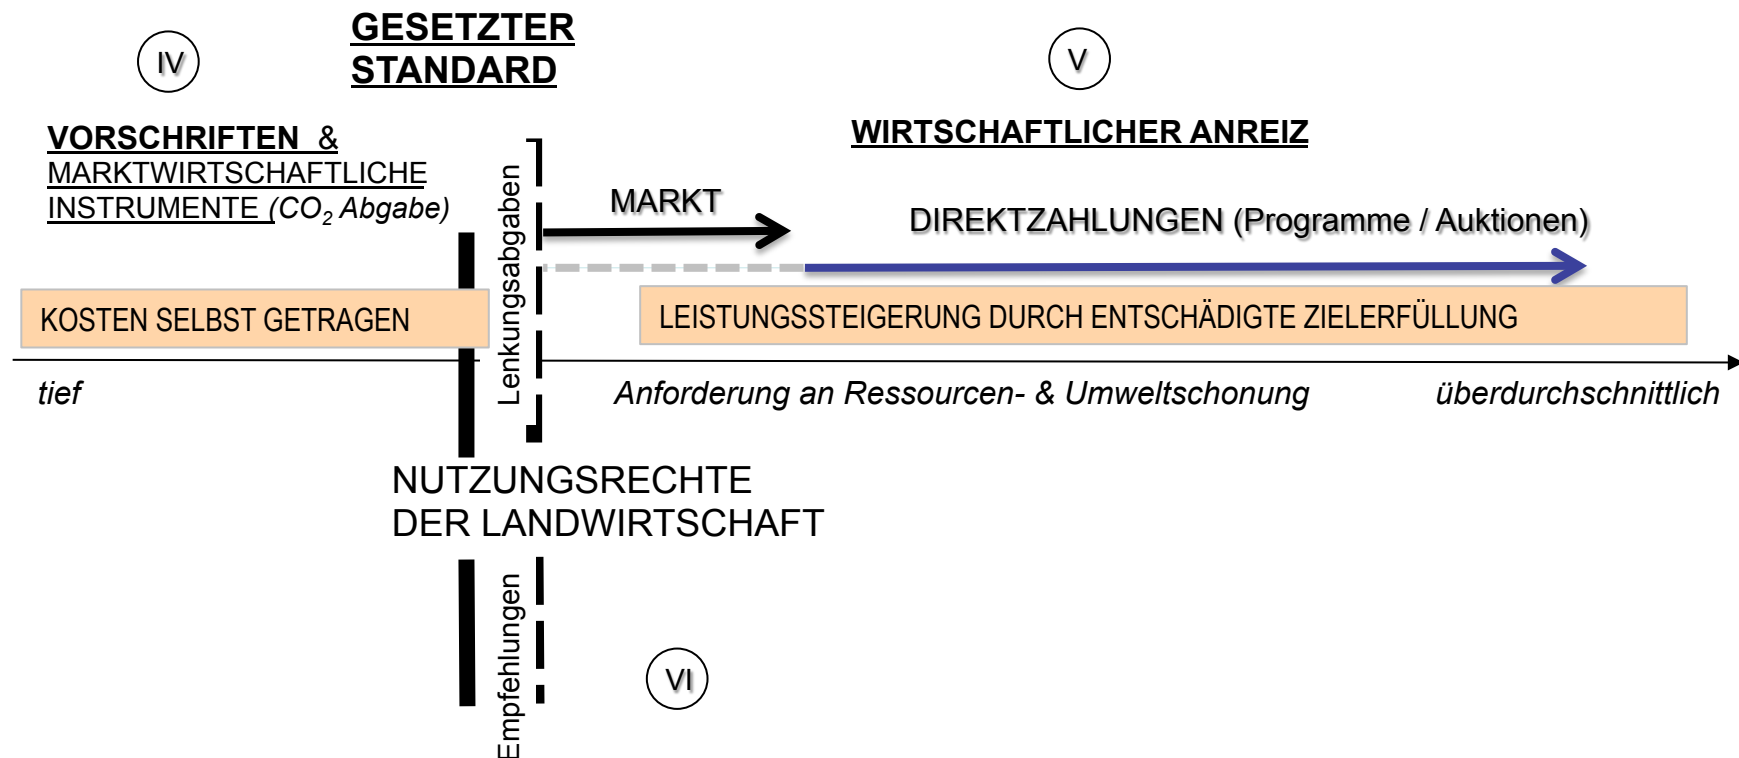 GESETZTER
STANDARD
IV
V
VORSCHRIFTEN &
MARKTWIRTSCHAFTLICHE
INSTRUMENTE (CO₂ Abgabe)
WIRTSCHAFTLICHER ANREIZ
Lenkungsabgaben
MARKT
DIREKTZAHLUNGEN (Programme / Auktionen)
KOSTEN SELBST GETRAGEN
LEISTUNGSSTEIGERUNG DURCH ENTSCHÄDIGTE ZIELERFÜLLUNG
tief
Anforderung an Ressourcen- & Umweltschonung
überdurchschnittlich
NUTZUNGSRECHTE
DER LANDWIRTSCHAFT
Empfehlungen
VI